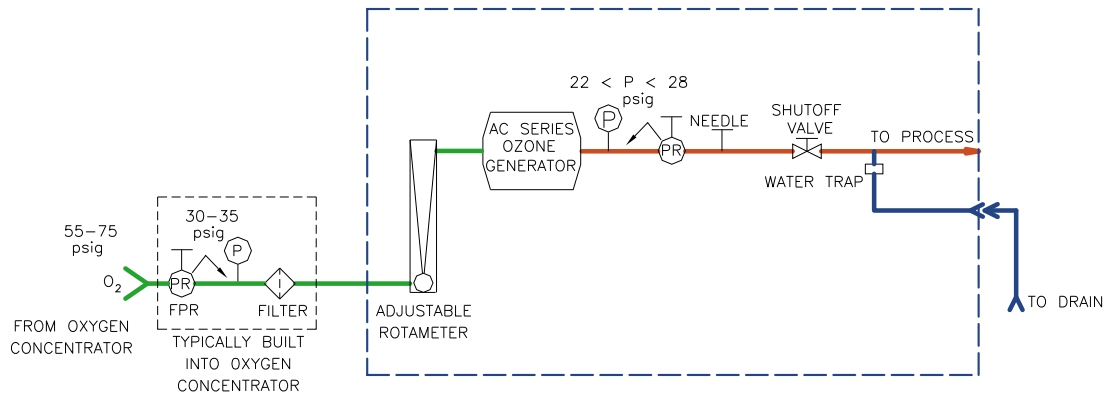 55-75
psig
O2
FROM OXYGEN
CONCENTRATOR
30-35
psig
PR
P
I
FPR
FILTER
TYPICALLY BUILT
INTO OXYGEN
CONCENTRATOR
ADJUSTABLE
ROTAMETER
AC SERIES
OZONE
GENERATOR
22 < P < 28
psig
P
PR
NEEDLE
SHUTOFF
VALVE
TO PROCESS
WATER TRAP
TO DRAIN